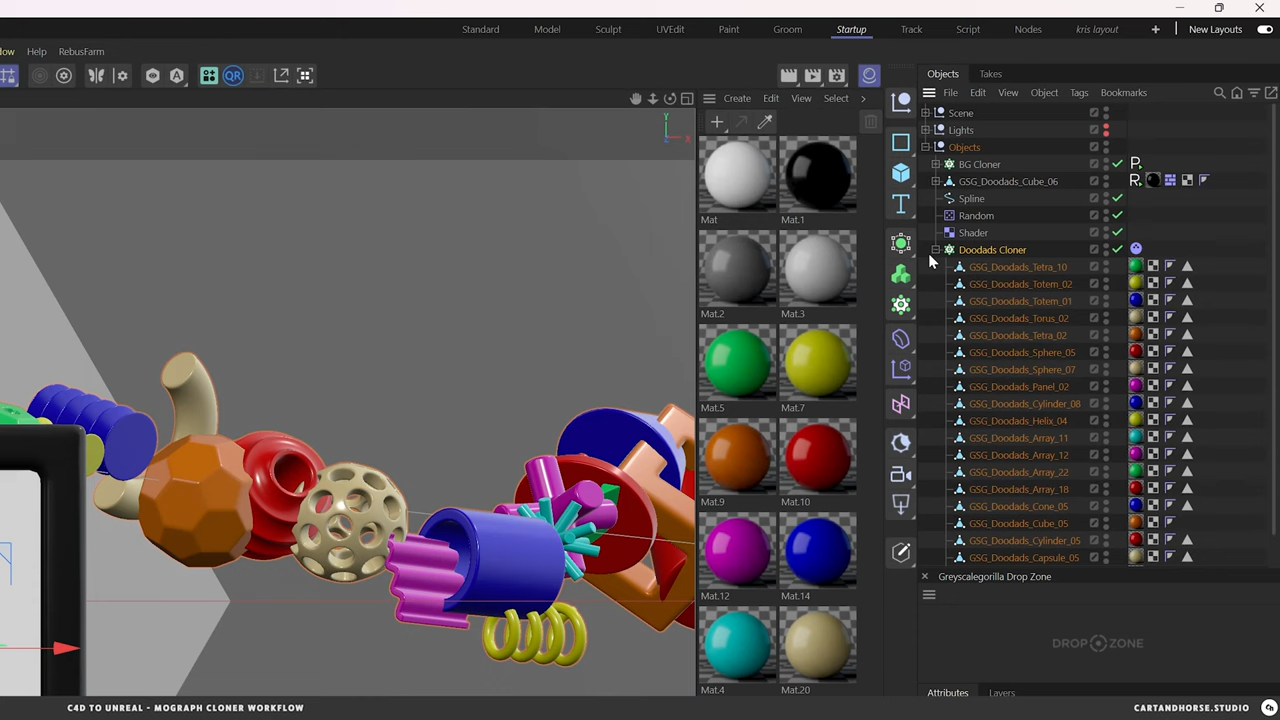 Standard Model Sculpt UVEdit Paint Groom Startup Track Script Nodes kris layout New Layouts
Help RebusFarm
QR
Objects Takes
Create Edit View Select
File Edit View Object Tags Bookmarks
Y
X
Scene
Lights
Objects
BG Cloner
GSG_Doodads_Cube_06
Spline
Random
Shader
Doodads Cloner
GSG_Doodads_Tetra_10
GSG_Doodads_Totem_02
GSG_Doodads_Totem_01
GSG_Doodads_Torus_02
GSG_Doodads_Tetra_02
GSG_Doodads_Sphere_05
GSG_Doodads_Sphere_07
GSG_Doodads_Panel_02
GSG_Doodads_Cylinder_08
GSG_Doodads_Helix_04
GSG_Doodads_Array_11
GSG_Doodads_Array_12
GSG_Doodads_Array_22
GSG_Doodads_Array_18
GSG_Doodads_Cone_05
GSG_Doodads_Cube_05
GSG_Doodads_Cylinder_05
GSG_Doodads_Capsule_05
Mat Mat.1
Mat.2 Mat.3
Mat.5 Mat.7
Mat.9 Mat.10
Mat.12 Mat.14
Mat.4 Mat.20
Greyscalegorilla Drop Zone
DROP ZONE
Attributes Layers
C4D TO UNREAL - MOGRAPH CLONER WORKFLOW
CARTANDHORSE.STUDIO